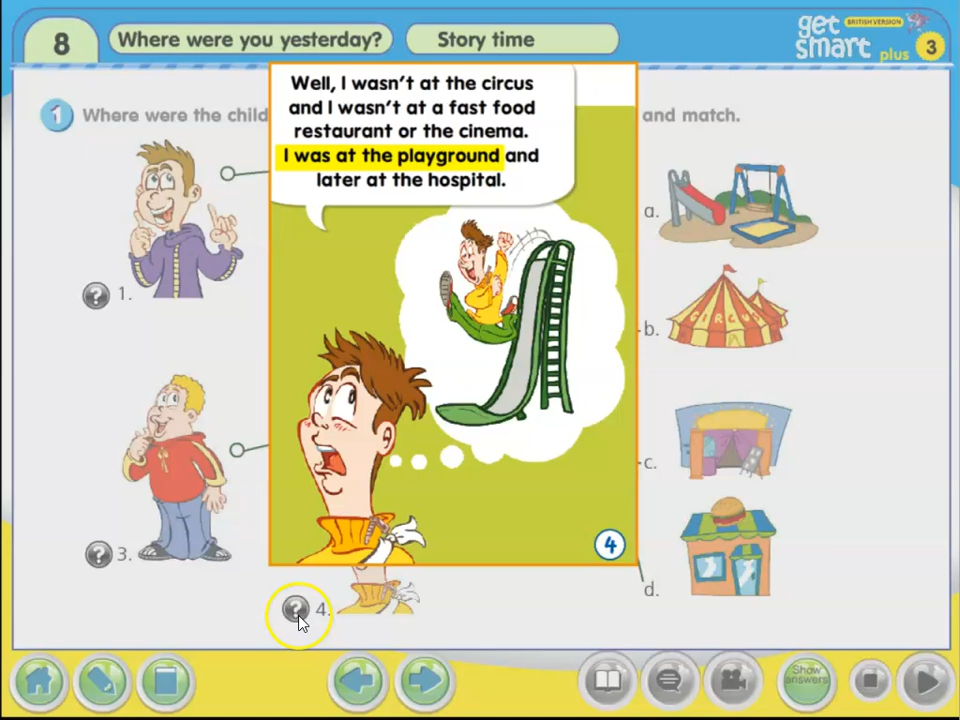 8
Where were you yesterday?
Story time
get smart plus 3
BRITISH VERSION
1
Where were the child
and match.
Well, I wasn't at the circus
and I wasn't at a fast food
restaurant or the cinema.
I was at the playground and
later at the hospital.
4
? 1.
a.
b.
CIRCUS
? 3.
c.
? 4.
d.
Show
answers